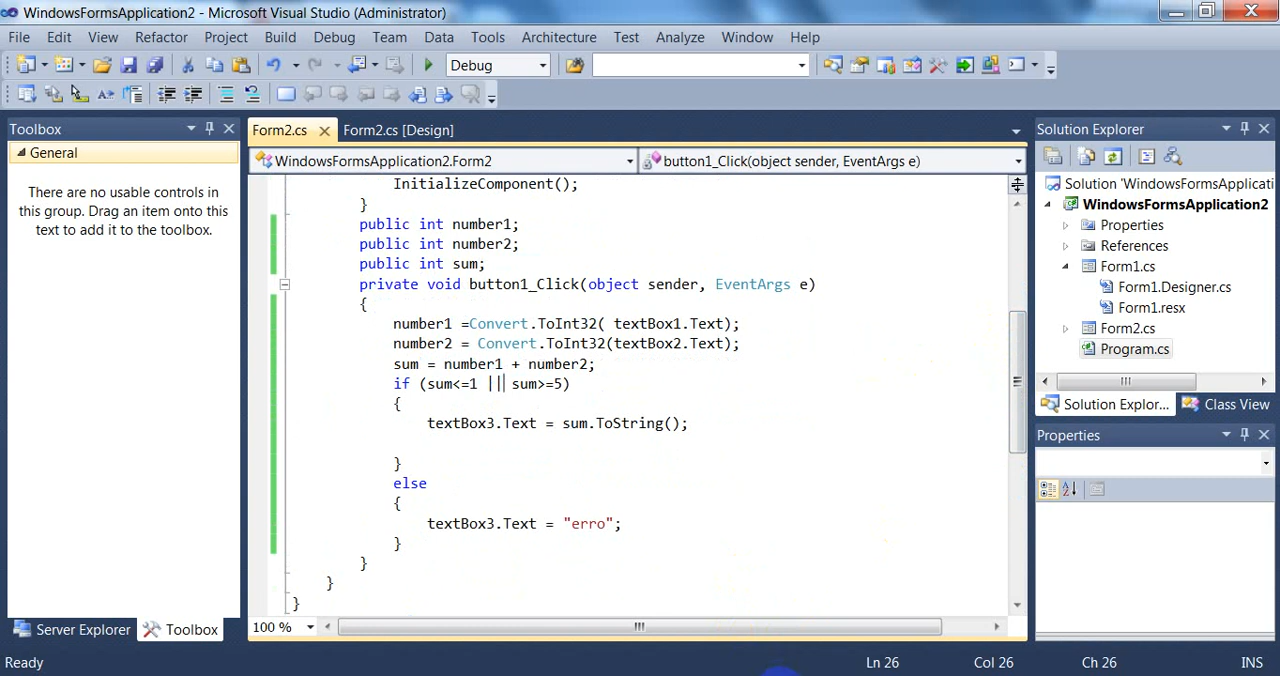 WindowsFormsApplication2 - Microsoft Visual Studio (Administrator)
File Edit View Refactor Project Build Debug Team Data Tools Architecture Test Analyze Window Help
Debug
Toolbox
General
There are no usable controls in
this group. Drag an item onto this
text to add it to the toolbox.
Server Explorer Toolbox
Form2.cs Form2.cs [Design]
WindowsFormsApplication2.Form2 button1_Click(object sender, EventArgs e)
InitializeComponent();
}
public int number1;
public int number2;
public int sum;
private void button1_Click(object sender, EventArgs e)
{
number1 =Convert.ToInt32( textBox1.Text);
number2 = Convert.ToInt32(textBox2.Text);
sum = number1 + number2;
if (sum<=1 || sum>=5)
{
textBox3.Text = sum.ToString();
}
else
{
textBox3.Text = "erro";
}
}
}
}
100 %
Solution Explorer
Solution 'WindowsFormsApplicati
WindowsFormsApplication2
Properties
References
Form1.cs
Form1.Designer.cs
Form1.resx
Form2.cs
Program.cs
Solution Explor... Class View
Properties
Ready Ln 26 Col 26 Ch 26 INS